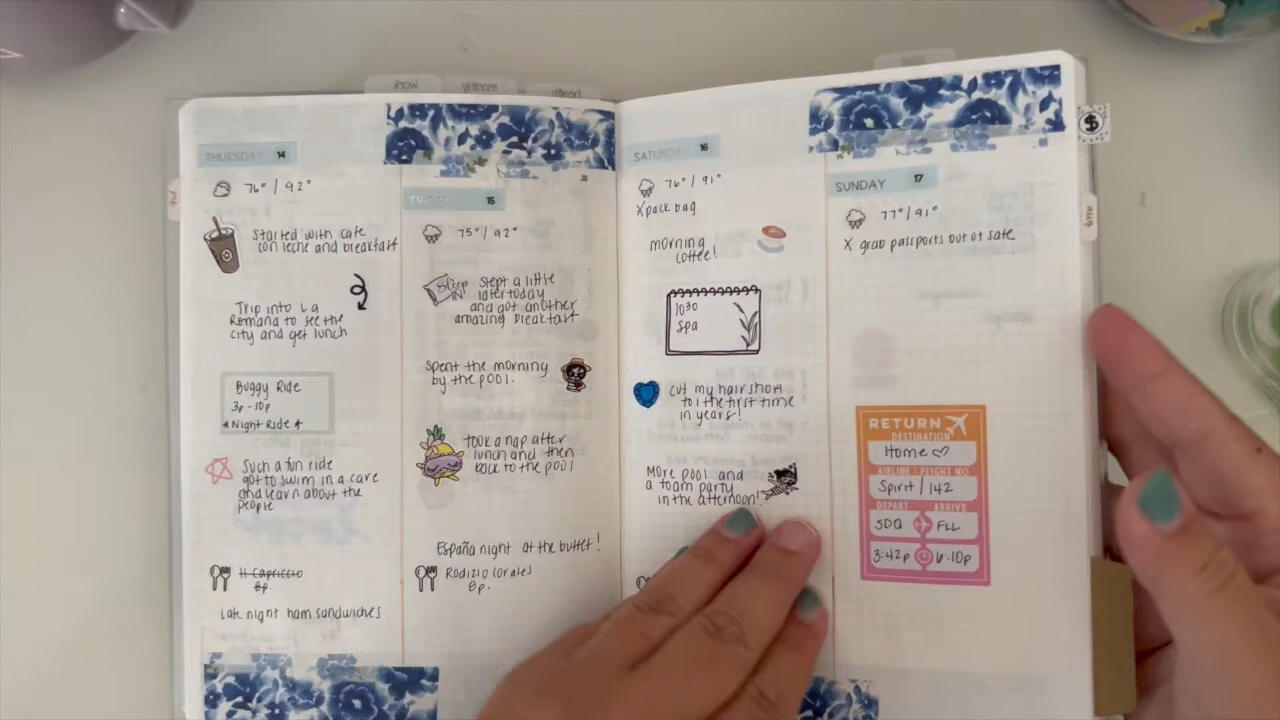 THURSDAY 14
76° / 92°
Started with cafe
con leche and breakfast
Trip into La
Romana to see the
city and get lunch
Buggy Ride
3p-10p
*Night Ride*
Such a fun ride
got to swim in a cave
and learn about the
people
Il Capriccio
8p.
Late night ham sandwiches
15
75° / 92°
Sleep
IN
slept a little
later today
and got another
amazing breakfast
spent the morning
by the pool.
took a nap after
lunch and then
back to the pool
España night at the buffet!
Rodizio
8p.
SATURDAY 16
76° / 91°
X pack bag
morning
coffee!
1030
Spa
cut my hair short
for the first time
in years!
More pool and
a foam party
in the afternoon!
SUNDAY 17
77° / 91°
X grab passports out of safe
RETURN
DESTINATION
Home
AIRLINE / FLIGHT NO.
Spirit / 142
DEPART ARRIVE
SDQ FLL
3:42p 6:10p
$